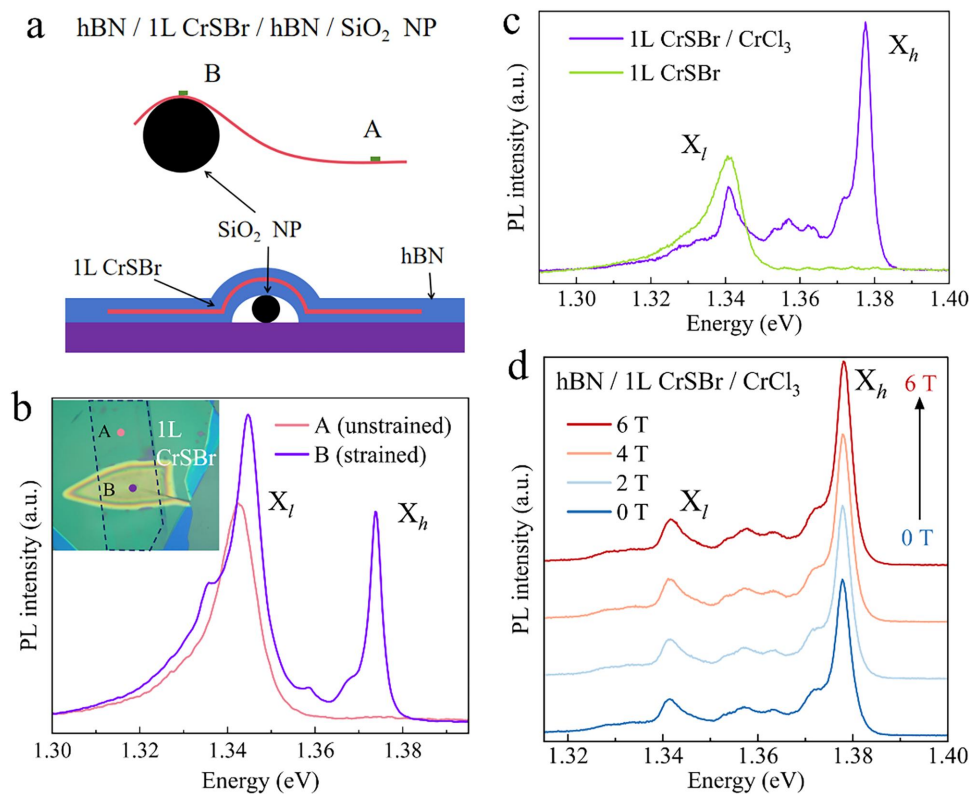 a
hBN / 1L CrSBr / hBN / SiO₂ NP
B
A
SiO₂ NP
1L CrSBr
hBN
b
A
1L
CrSBr
B
A (unstrained)
B (strained)
Xₗ
Xₕ
PL intensity (a.u.)
1.30 1.32 1.34 1.36 1.38
Energy (eV)
c
1L CrSBr / CrCl₃
1L CrSBr
Xₗ
Xₕ
PL intensity (a.u.)
1.30 1.32 1.34 1.36 1.38 1.40
Energy (eV)
d
hBN / 1L CrSBr / CrCl₃
6 T
4 T
2 T
0 T
Xₗ
Xₕ
6 T
0 T
PL intensity (a.u.)
1.32 1.34 1.36 1.38 1.40
Energy (eV)